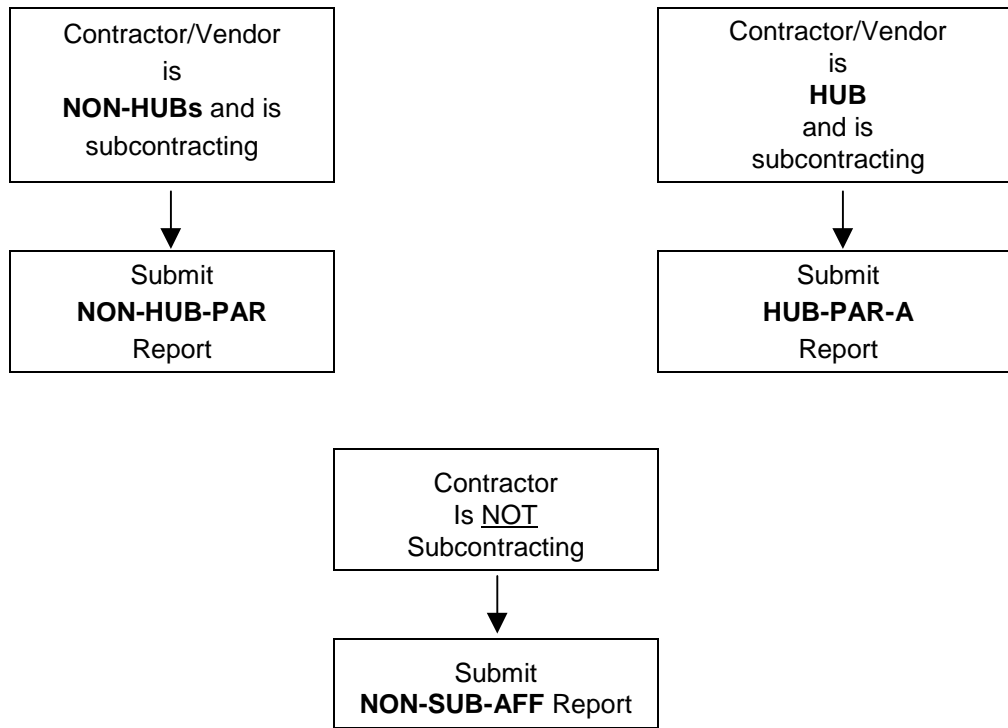 Contractor/Vendor
is
NON-HUBs and is
subcontracting
Submit
NON-HUB-PAR
Report
Contractor/Vendor
is
HUB
and is
subcontracting
Submit
HUB-PAR-A
Report
Contractor
Is NOT
Subcontracting
Submit
NON-SUB-AFF Report